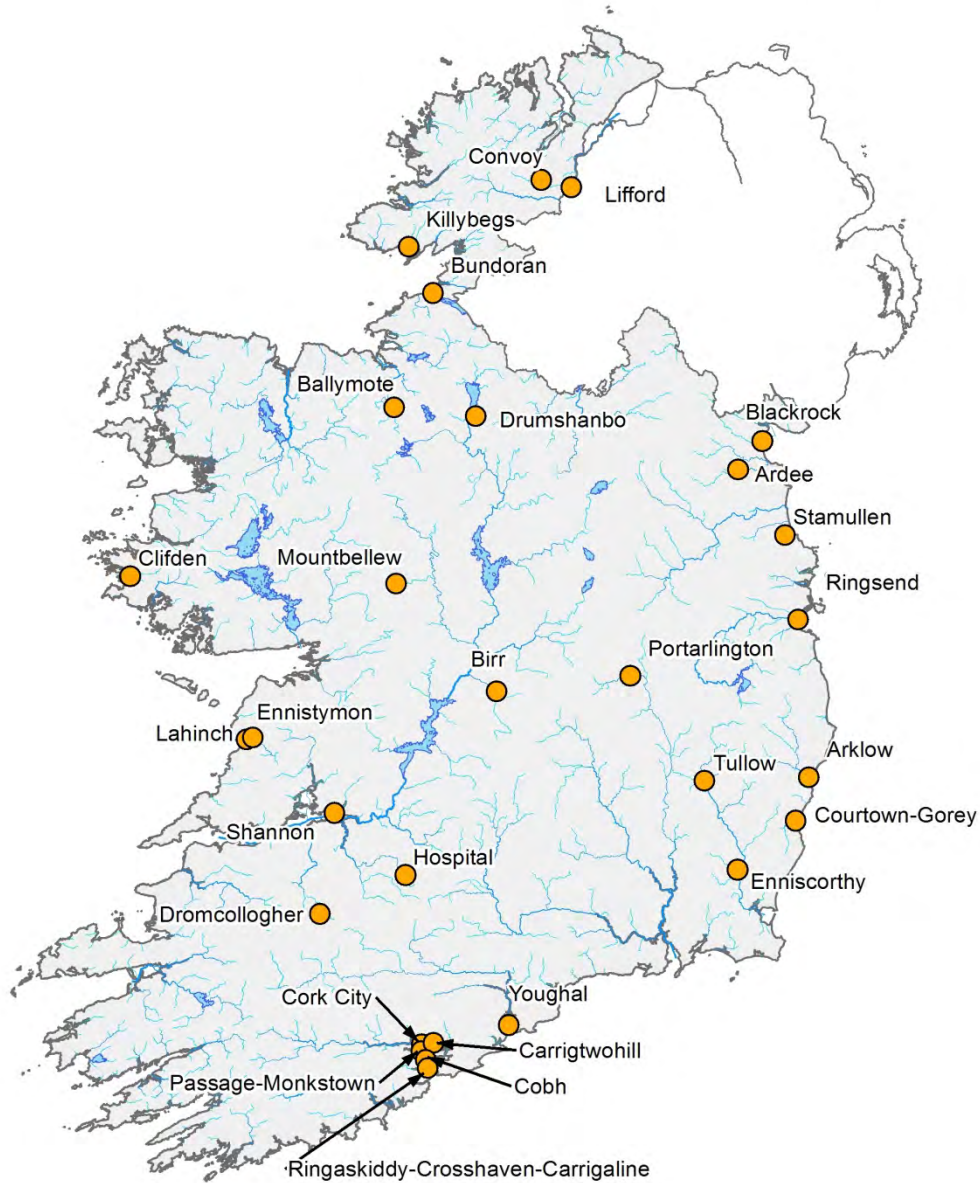 Convoy
Lifford
Killybegs
Bundoran
Ballymote
Drumshanbo
Blackrock
Ardee
Stamullen
Clifden
Mountbellew
Ringsend
Birr
Portarlington
Lahinch
Ennistymon
Tullow
Arklow
Shannon
Courtown-Gorey
Hospital
Enniscorthy
Dromcollogher
Cork City
Youghal
Carrigtwohill
Passage-Monkstown
Cobh
Ringaskiddy-Crosshaven-Carrigaline